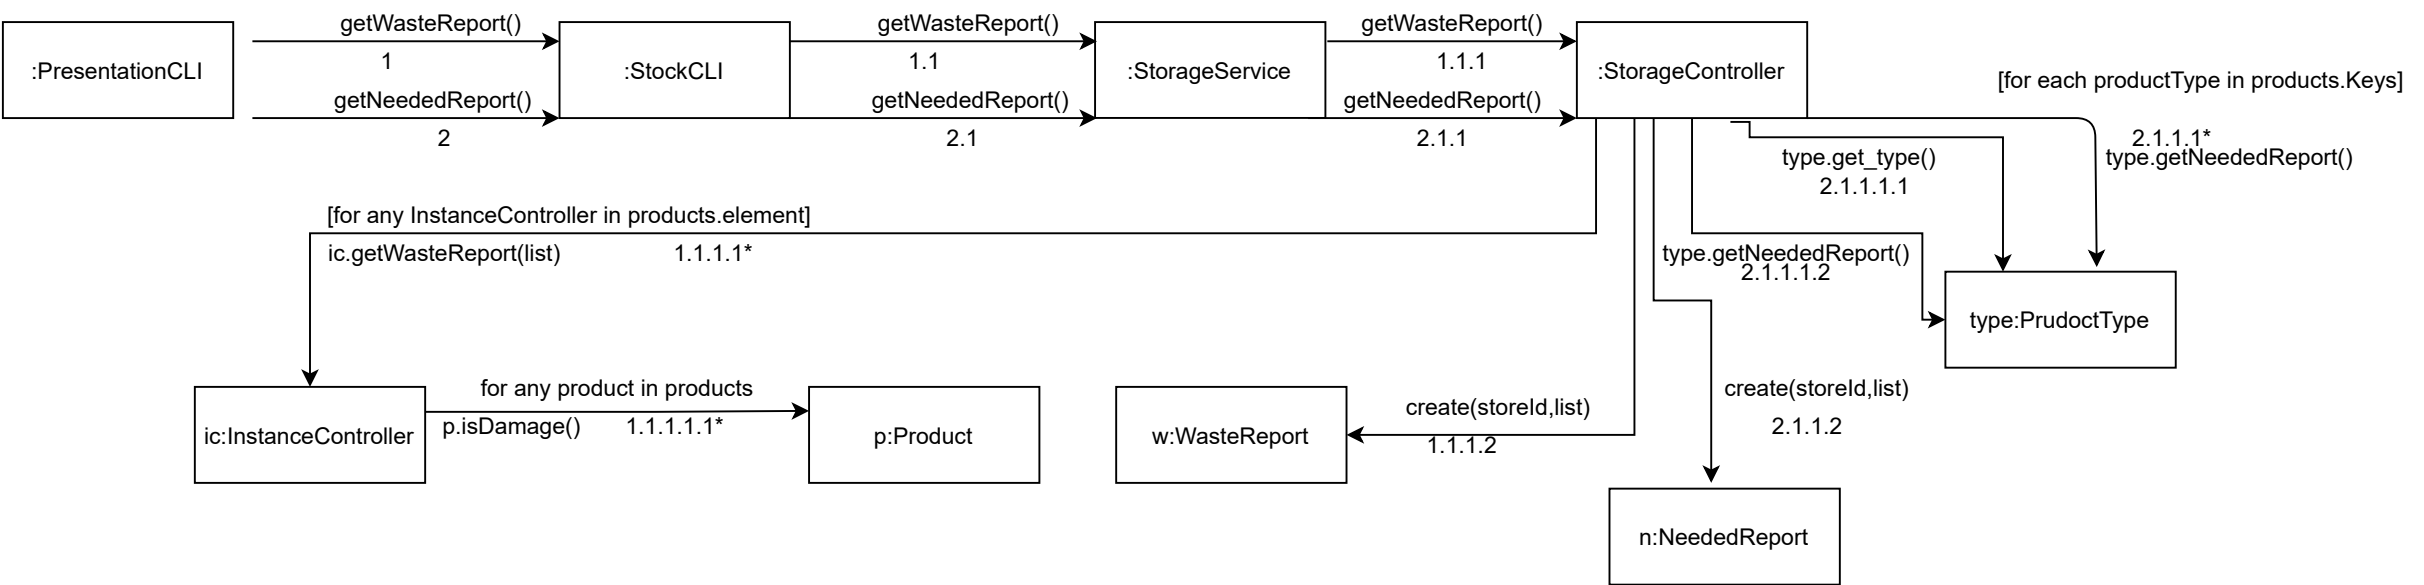 getWasteReport()
getWasteReport()
getWasteReport()
1
1.1
1.1.1
:PresentationCLI
:StockCLI
:StorageService
:StorageController
[for each productType in products.Keys]
getNeededReport()
getNeededReport()
getNeededReport()
2
2.1
2.1.1
2.1.1.1*
type.getNeededReport()
type.get_type()
2.1.1.1.1
[for any InstanceController in products.element]
ic.getWasteReport(list)
1.1.1.1*
type.getNeededReport()
2.1.1.1.2
type:PrudoctType
for any product in products
p.isDamage()
1.1.1.1.1*
create(storeId,list)
1.1.1.2
create(storeId,list)
2.1.1.2
ic:InstanceController
p:Product
w:WasteReport
n:NeededReport